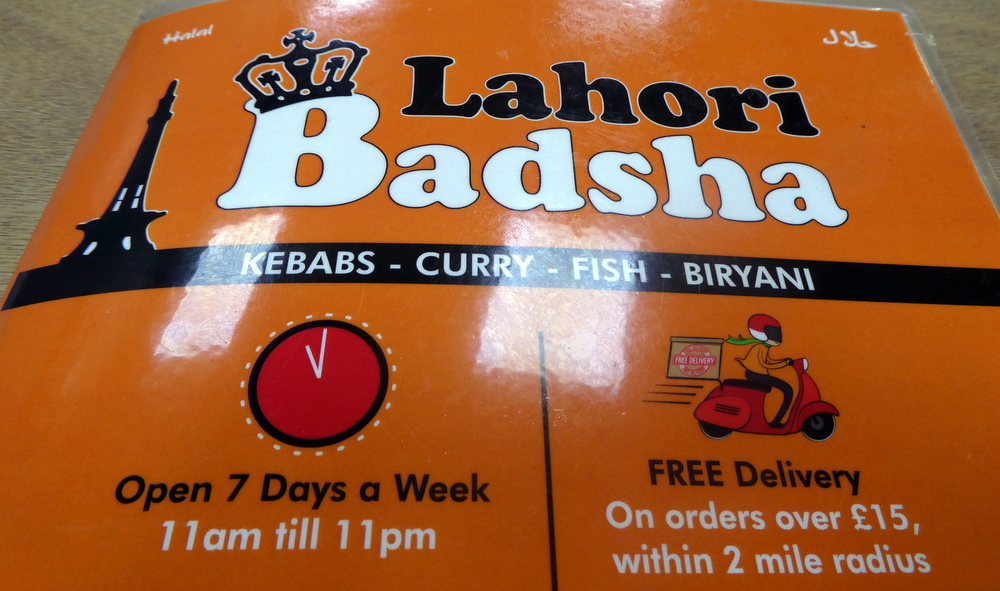 Halal
حلال
Lahori
Badsha
KEBABS - CURRY - FISH - BIRYANI
FREE DELIVERY
Open 7 Days a Week
11am till 11pm
FREE Delivery
On orders over £15,
within 2 mile radius